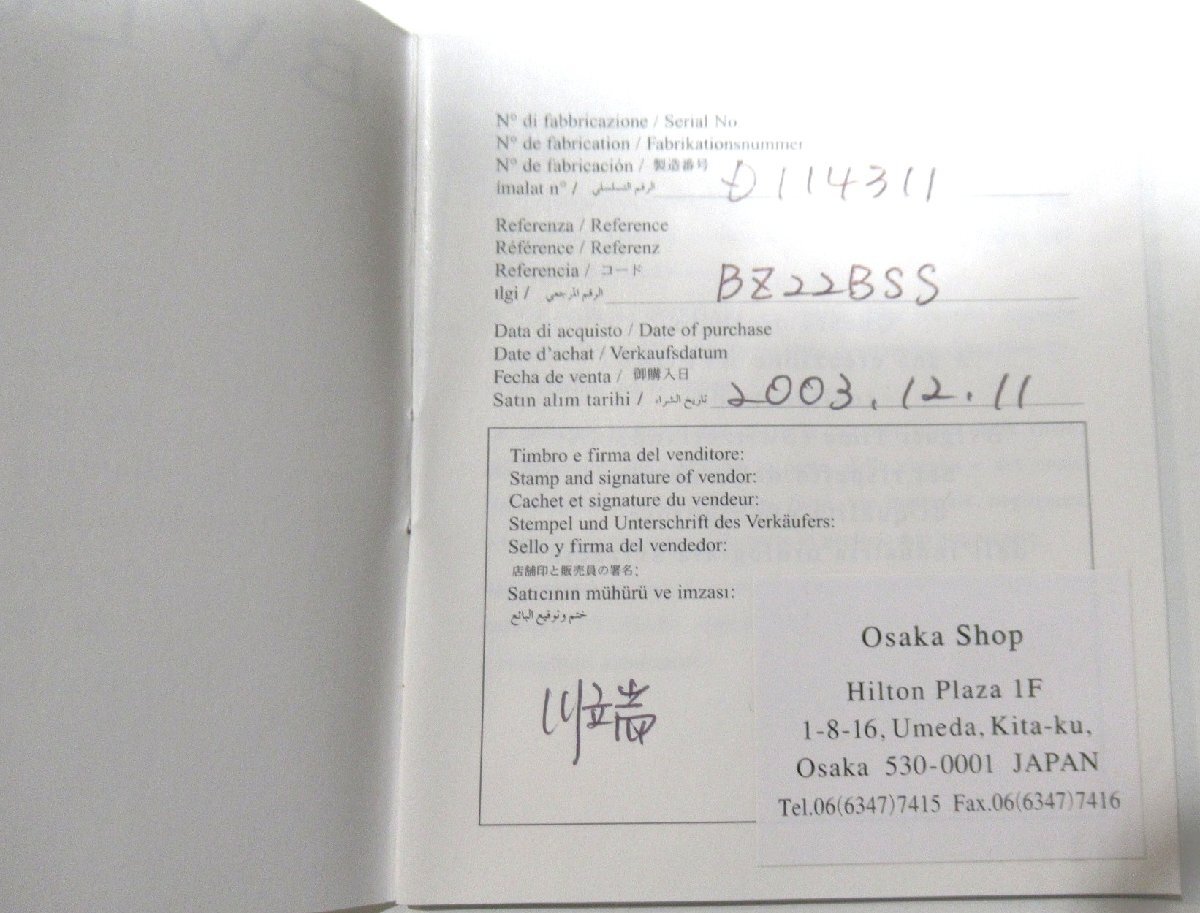 N° di fabbricazione / Serial No
N° de fabrication / Fabrikationsnummer
N° de fabricación / 製造番号
imalat n° / الرقم التسلسلي D114311
Referenza / Reference
Référence / Referenz
Referencia / コード
ılgi / الرقم المرجعي BZ22BSS
Data di acquisto / Date of purchase
Date d'achat / Verkaufsdatum
Fecha de venta / 御購入日
Satın alim tarihi / تاريخ الشراء 2003.12.11
Timbro e firma del venditore:
Stamp and signature of vendor:
Cachet et signature du vendeur:
Stempel und Unterschrift des Verkäufers:
Sello y firma del vendedor:
店舗印と販売員の署名:
Satıcının mühürü ve imzası:
ختم وتوقيع البائع
川端
Osaka Shop
Hilton Plaza 1F
1-8-16, Umeda, Kita-ku,
Osaka 530-0001 JAPAN
Tel.06(6347)7415 Fax.06(6347)7416